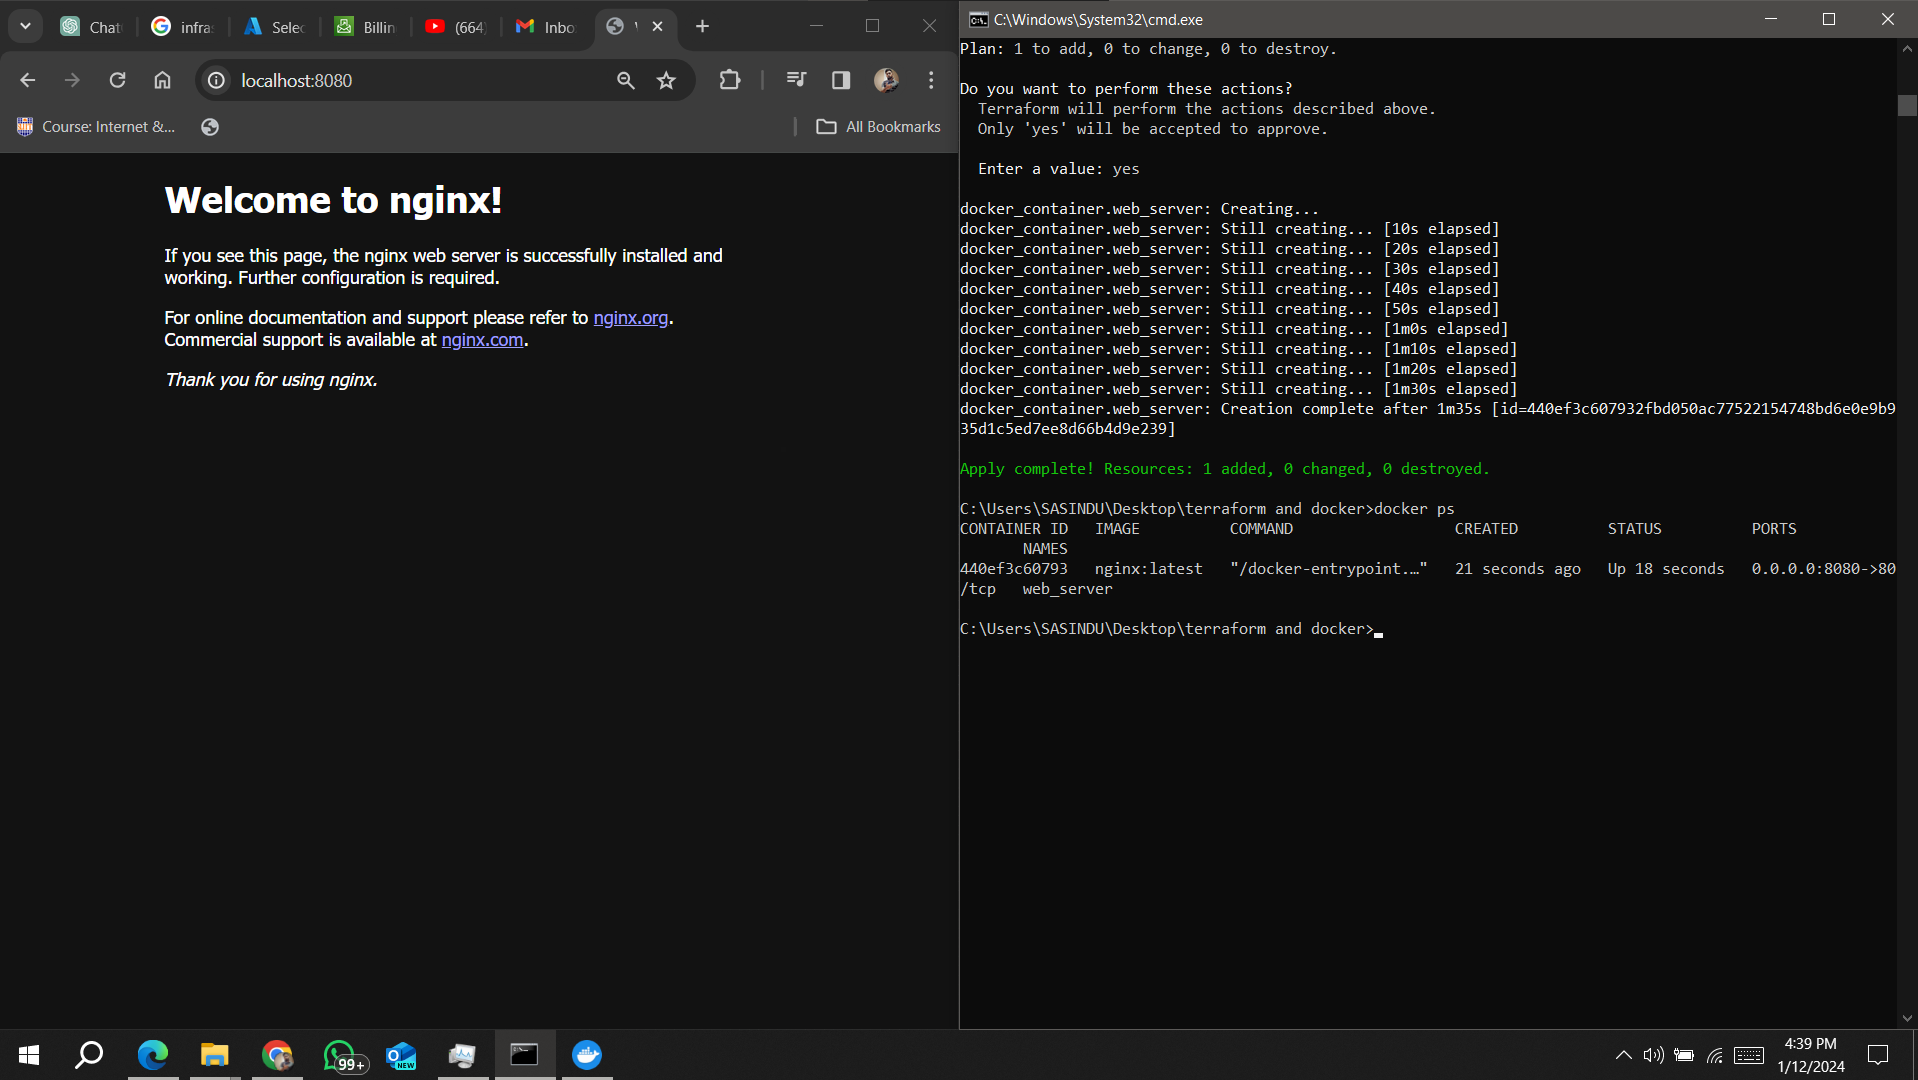 Chat
infras
Selec
Billin
(664)
Inbo
localhost:8080
Course: Internet &...
All Bookmarks
Welcome to nginx!
If you see this page, the nginx web server is successfully installed and
working. Further configuration is required.
For online documentation and support please refer to nginx.org.
Commercial support is available at nginx.com.
Thank you for using nginx.
C:\Windows\System32\cmd.exe
Plan: 1 to add, 0 to change, 0 to destroy.
Do you want to perform these actions?
Terraform will perform the actions described above.
Only 'yes' will be accepted to approve.
Enter a value: yes
docker_container.web_server: Creating...
docker_container.web_server: Still creating... [10s elapsed]
docker_container.web_server: Still creating... [20s elapsed]
docker_container.web_server: Still creating... [30s elapsed]
docker_container.web_server: Still creating... [40s elapsed]
docker_container.web_server: Still creating... [50s elapsed]
docker_container.web_server: Still creating... [1m0s elapsed]
docker_container.web_server: Still creating... [1m10s elapsed]
docker_container.web_server: Still creating... [1m20s elapsed]
docker_container.web_server: Still creating... [1m30s elapsed]
docker_container.web_server: Creation complete after 1m35s [id=440ef3c607932fbd050ac77522154748bd6e0e9b9
35d1c5ed7ee8d66b4d9e239]
Apply complete! Resources: 1 added, 0 changed, 0 destroyed.
C:\Users\SASINDU\Desktop\terraform and docker>docker ps
CONTAINER ID IMAGE COMMAND CREATED STATUS PORTS
NAMES
440ef3c60793 nginx:latest "/docker-entrypoint.…" 21 seconds ago Up 18 seconds 0.0.0.0:8080->80
/tcp web_server
C:\Users\SASINDU\Desktop\terraform and docker>
99+
NEW
4:39 PM
1/12/2024